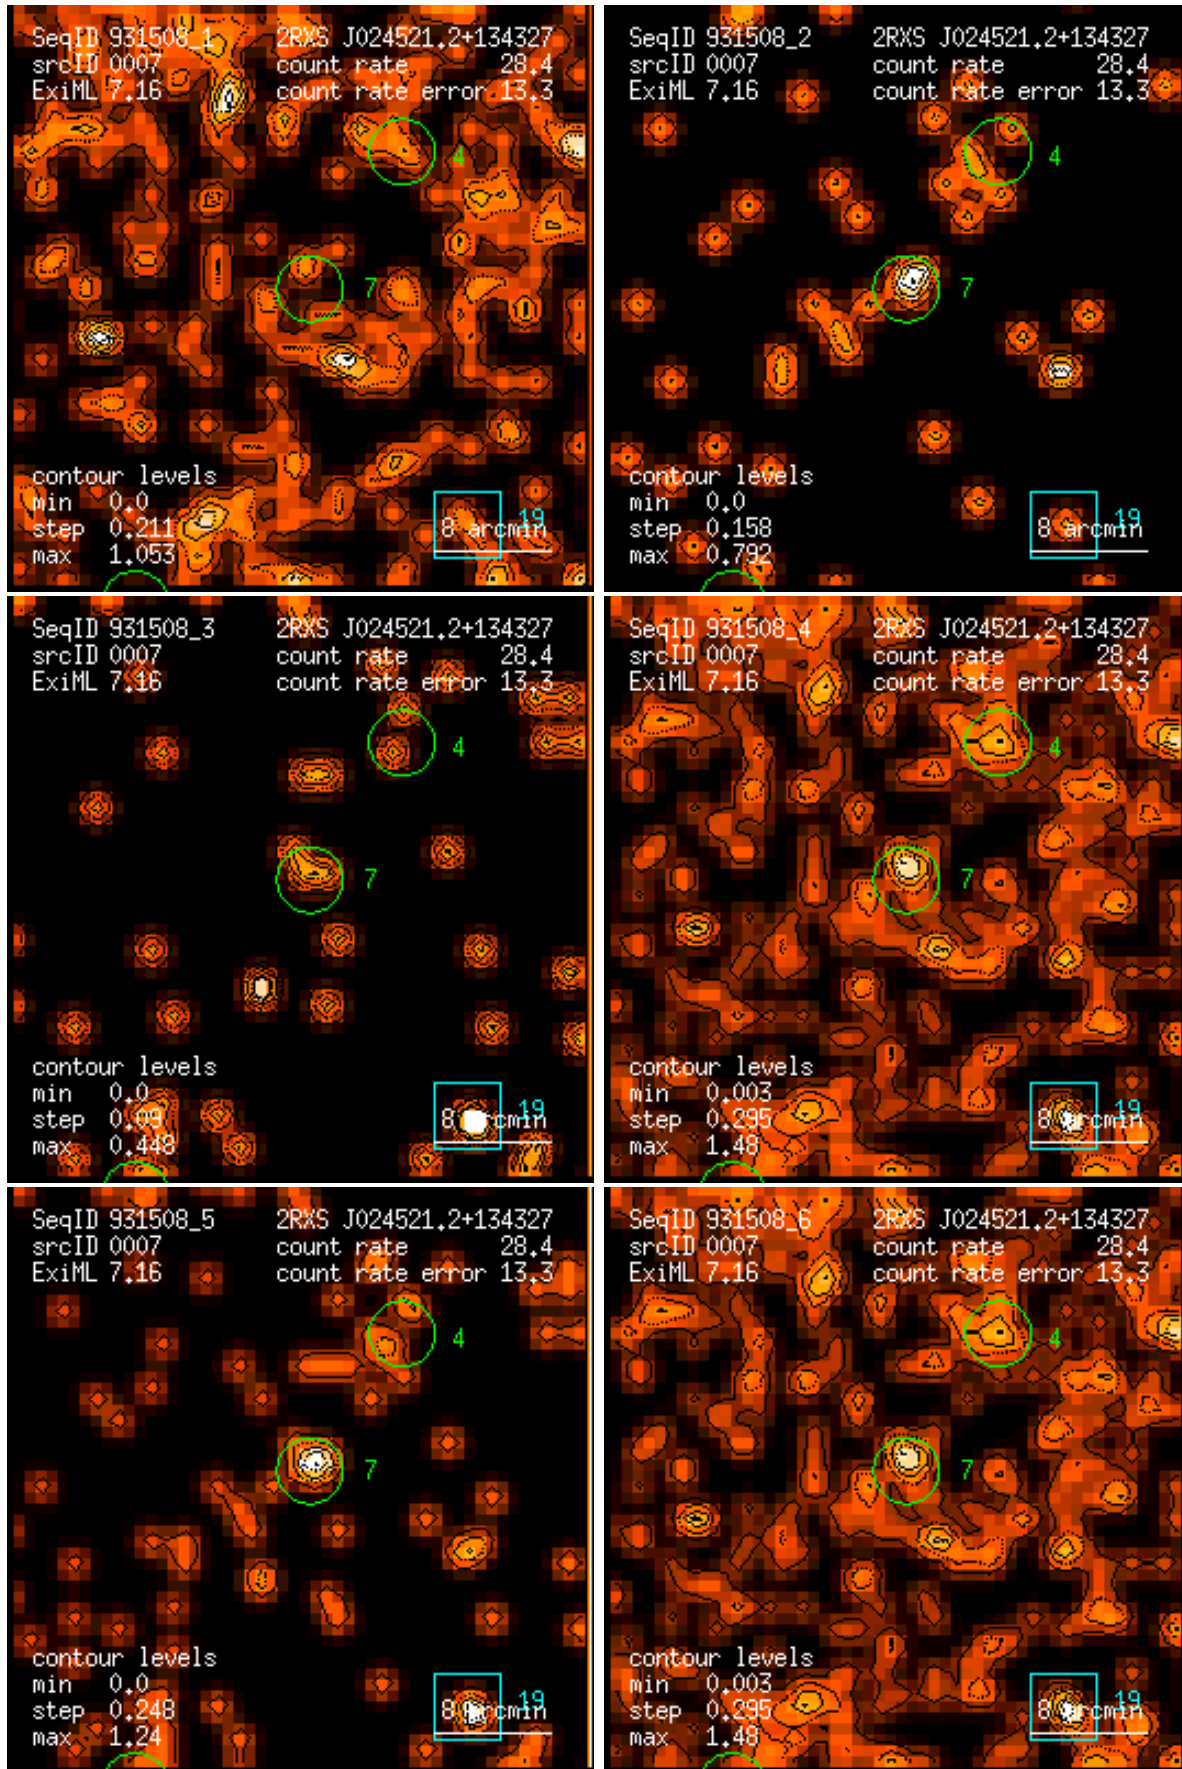 SeqID 931508_1 2RXS J024521.2+134327
srcID 0007 count rate 28.4
ExiML 7.16 count rate error 13.3
4
7
contour levels
min 0.0
step 0.211
max 1.053
19
8 arcmin
SeqID 931508_2 2RXS J024521.2+134327
srcID 0007 count rate 28.4
ExiML 7.16 count rate error 13.3
4
7
contour levels
min 0.0
step 0.158
max 0.792
19
8 arcmin
SeqID 931508_3 2RXS J024521.2+134327
srcID 0007 count rate 28.4
ExiML 7.16 count rate error 13.3
4
7
contour levels
min 0.0
step 0.09
max 0.448
19
8 arcmin
SeqID 931508_4 2RXS J024521.2+134327
srcID 0007 count rate 28.4
ExiML 7.16 count rate error 13.3
4
7
contour levels
min 0.003
step 0.295
max 1.48
19
8 arcmin
SeqID 931508_5 2RXS J024521.2+134327
srcID 0007 count rate 28.4
ExiML 7.16 count rate error 13.3
4
7
contour levels
min 0.0
step 0.248
max 1.24
19
8 arcmin
SeqID 931508_6 2RXS J024521.2+134327
srcID 0007 count rate 28.4
ExiML 7.16 count rate error 13.3
4
7
contour levels
min 0.003
step 0.295
max 1.48
19
8 arcmin